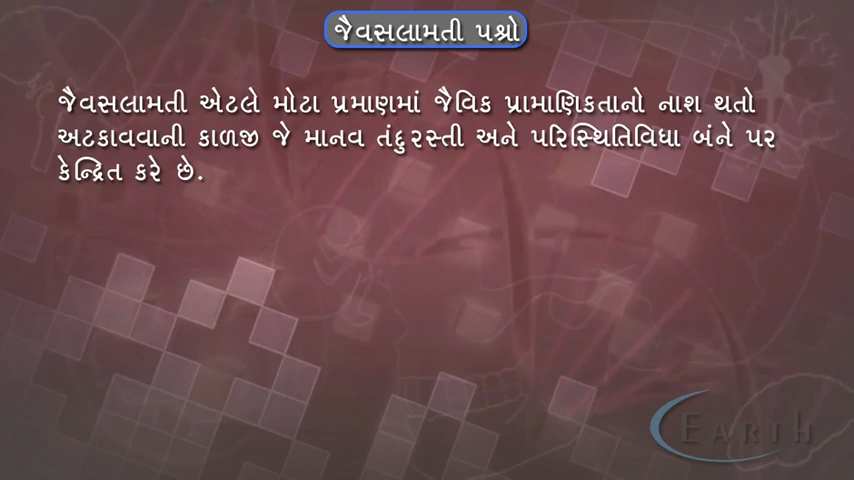 જૈવસલામતી પશ્રો
જૈવસલામતી એટલે મોટા પ્રમાણમાં જૈવિક પ્રામાણિકતાનો નાશ થતો
અટકાવવાની કાળજી જે માનવ તંદુરસ્તી અને પરિસ્થિતિવિધા બંને પર
કેન્દ્રિત કરે છે.
EARTH